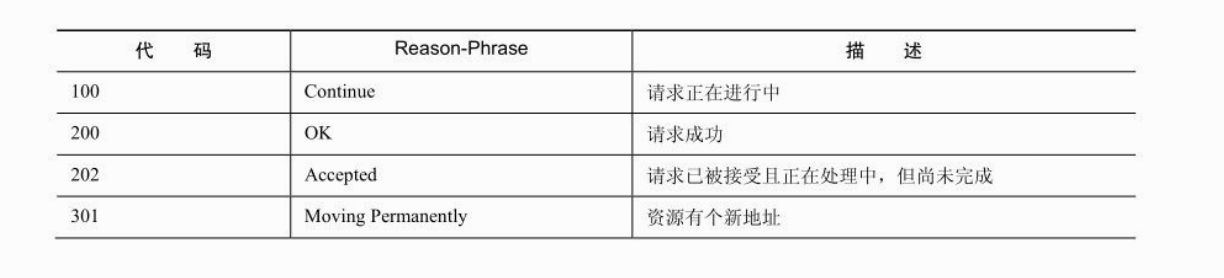 代 码 Reason-Phrase 描 述
100 Continue 请求正在进行中
200 OK 请求成功
202 Accepted 请求已被接受且正在处理中，但尚未完成
301 Moving Permanently 资源有个新地址